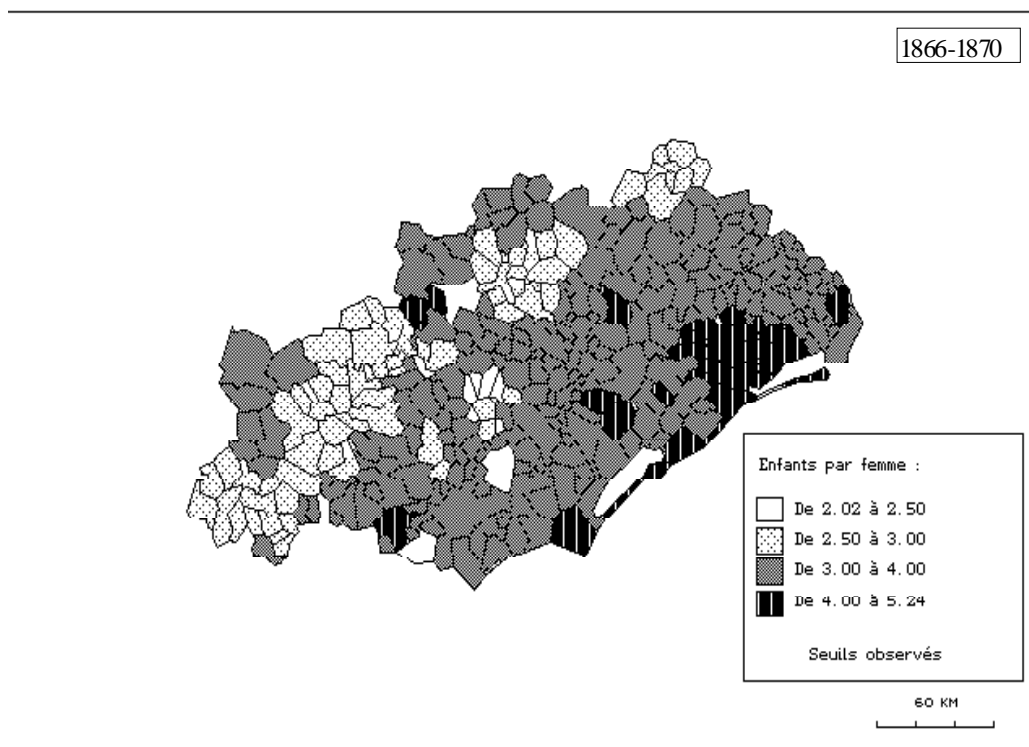 1866-1870
Enfants par femme :
De 2.02 à 2.50
De 2.50 à 3.00
De 3.00 à 4.00
De 4.00 à 5.24
Seuils observés
60 KM